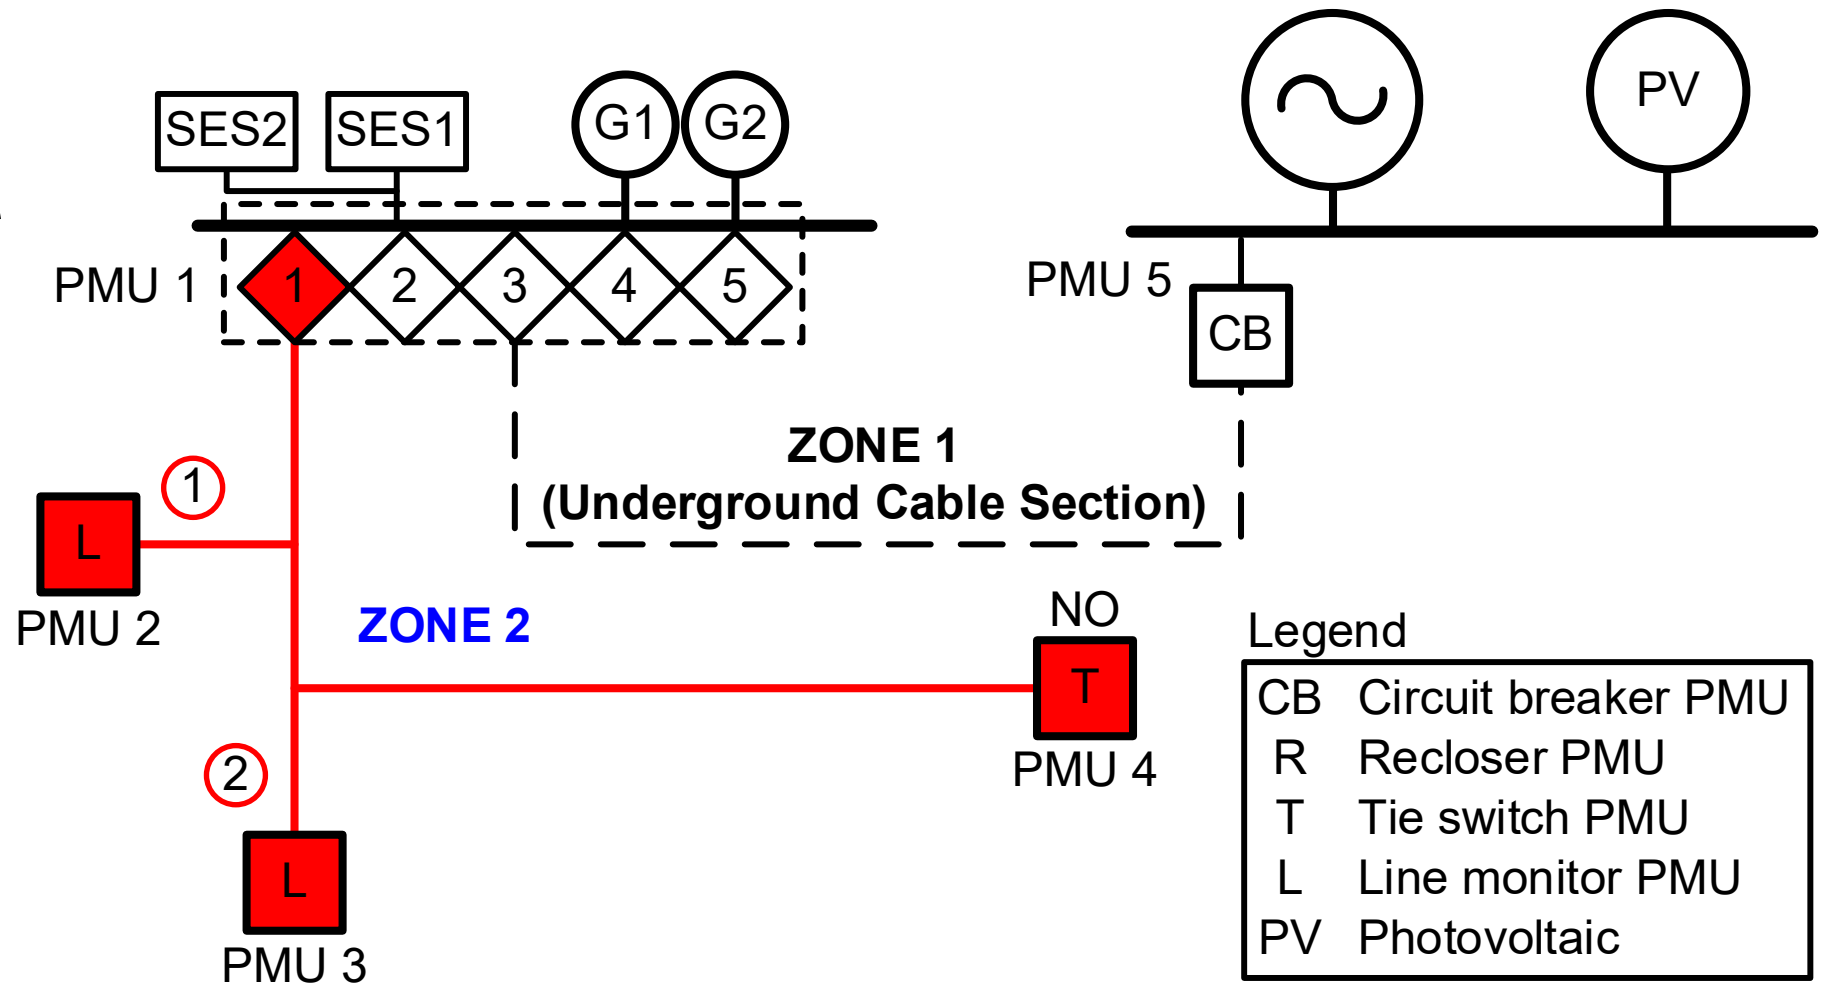 SES2 SES1 G1 G2 PV
PMU 1 1 2 3 4 5
PMU 5
CB
ZONE 1
(Underground Cable Section)
1
L
PMU 2
ZONE 2
NO
T
PMU 4
2
L
PMU 3
Legend
CB Circuit breaker PMU
R Recloser PMU
T Tie switch PMU
L Line monitor PMU
PV Photovoltaic